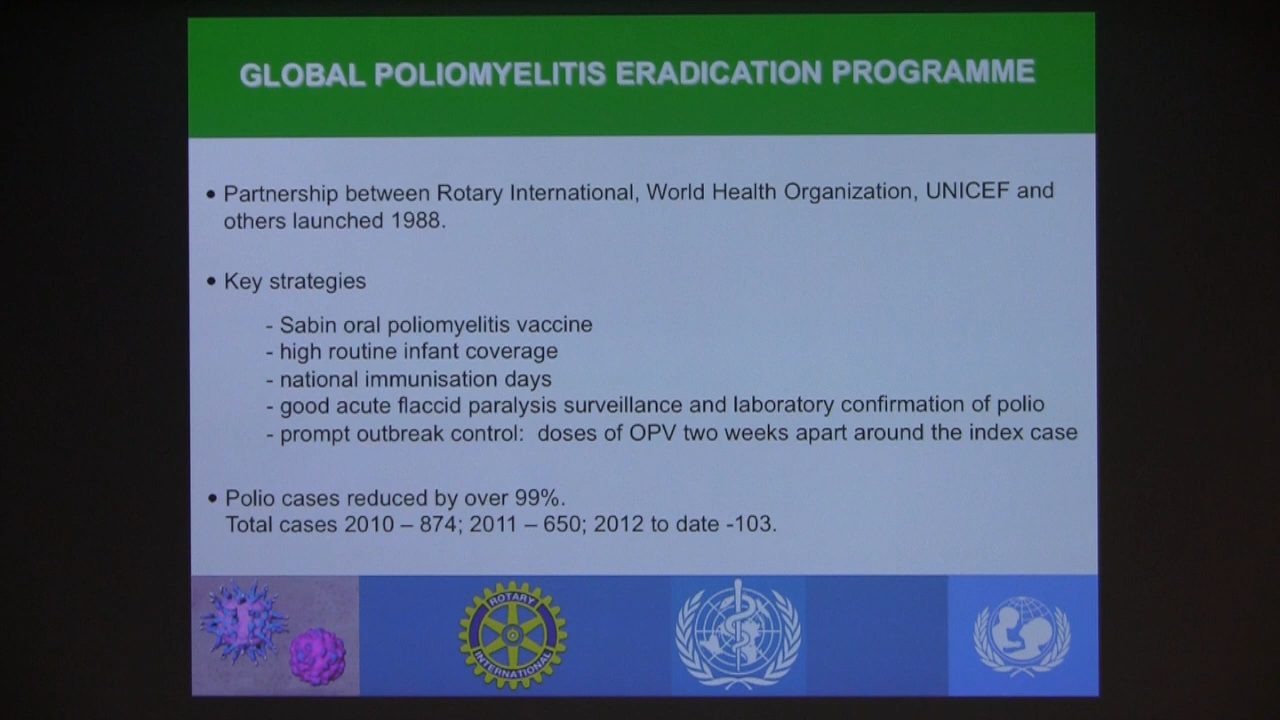 GLOBAL POLIOMYELITIS ERADICATION PROGRAMME
• Partnership between Rotary International, World Health Organization, UNICEF and
others launched 1988.
• Key strategies
- Sabin oral poliomyelitis vaccine
- high routine infant coverage
- national immunisation days
- good acute flaccid paralysis surveillance and laboratory confirmation of polio
- prompt outbreak control: doses of OPV two weeks apart around the index case
• Polio cases reduced by over 99%.
Total cases 2010 – 874; 2011 – 650; 2012 to date -103.
ROTARY
INTERNATIONAL